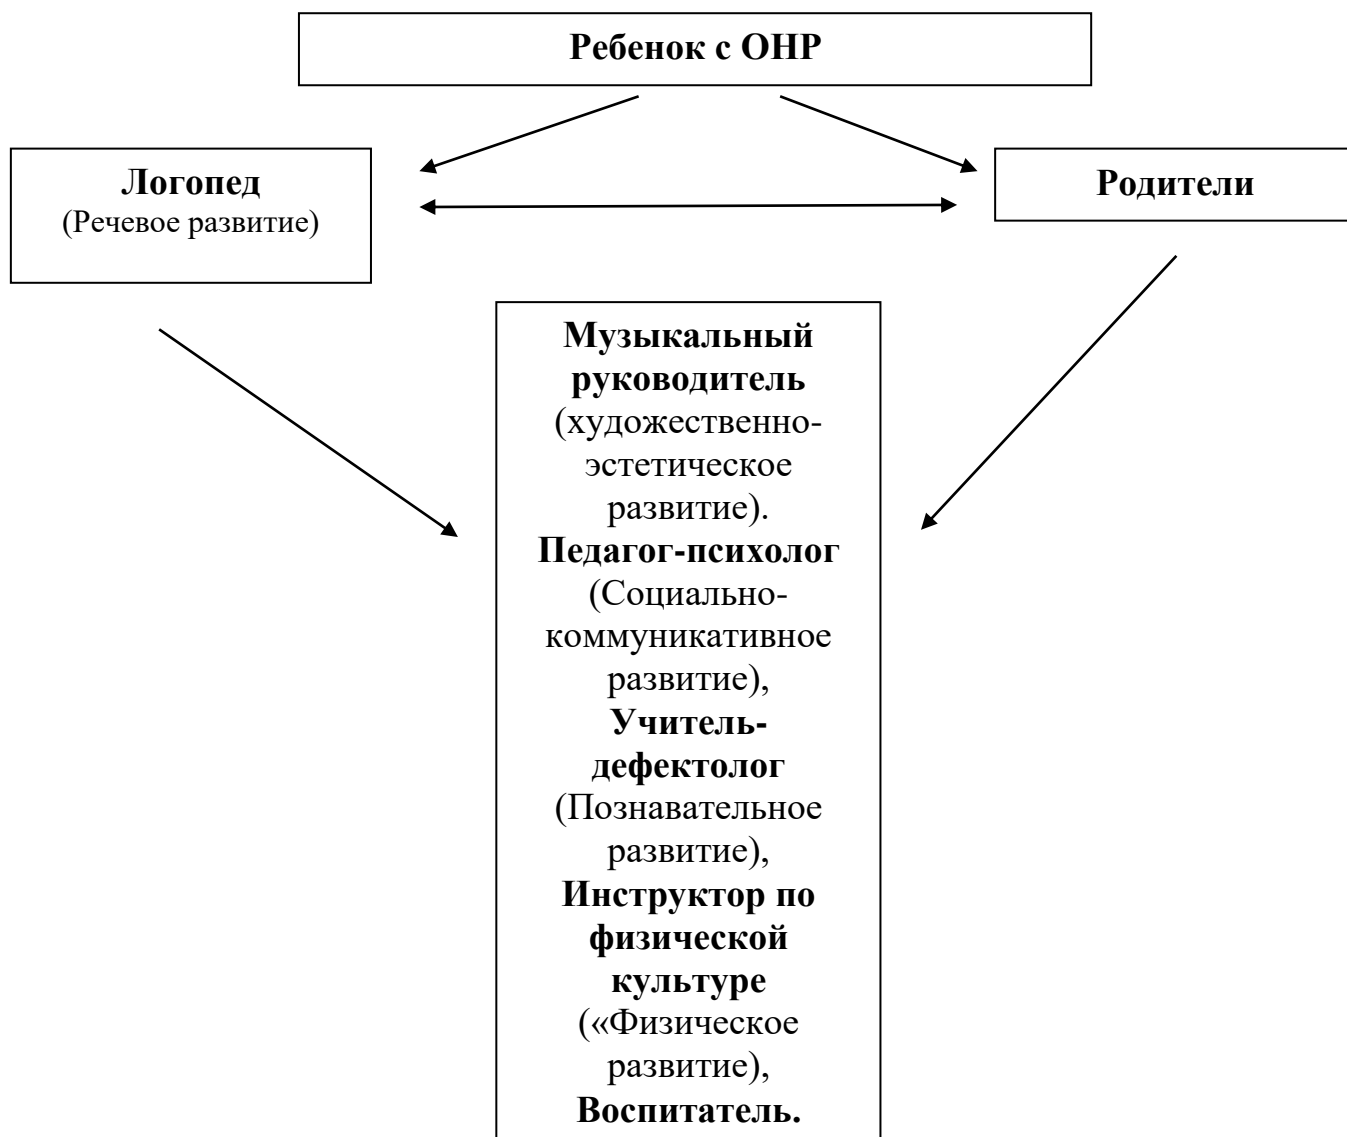 Ребенок с ОНР
Логопед
(Речевое развитие)
Родители
Музыкальный
руководитель
(художественно-
эстетическое
развитие).
Педагог-психолог
(Социально-
коммуникативное
развитие),
Учитель-
дефектолог
(Познавательное
развитие),
Инструктор по
физической
культуре
(«Физическое
развитие),
Воспитатель.